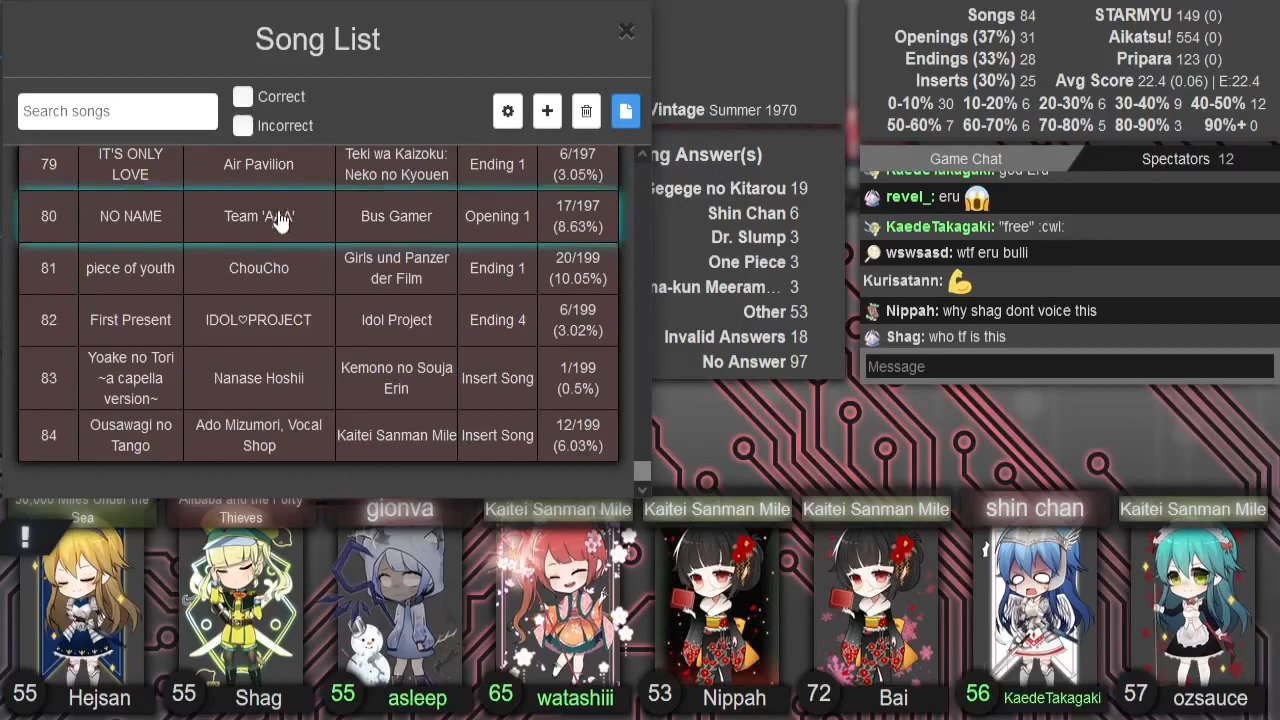 Song List
Search songs
Correct
Incorrect
79 IT'S ONLY LOVE Air Pavilion Teki wa Kaizoku: Neko no Kyouen Ending 1 6/197 (3.05%)
80 NO NAME Team 'AAA' Bus Gamer Opening 1 17/197 (8.63%)
81 piece of youth ChouCho Girls und Panzer der Film Ending 1 20/199 (10.05%)
82 First Present IDOL♡PROJECT Idol Project Ending 4 6/199 (3.02%)
83 Yoake no Tori ~a capella version~ Nanase Hoshii Kemono no Souja Erin Insert Song 1/199 (0.5%)
84 Ousawagi no Tango Ado Mizumori, Vocal Shop Kaitei Sanman Mile Insert Song 12/199 (6.03%)
Vintage Summer 1970
ng Answer(s)
Gegege no Kitarou 19
Shin Chan 6
Dr. Slump 3
One Piece 3
na-kun Meeram... 3
Other 53
Invalid Answers 18
No Answer 97
Songs 84 STARMYU 149 (0)
Openings (37%) 31 Aikatsu! 554 (0)
Endings (33%) 28 Pripara 123 (0)
Inserts (30%) 25 Avg Score 22.4 (0.06) | E:22.4
0-10% 30 10-20% 6 20-30% 6 30-40% 9 40-50% 12
50-60% 7 60-70% 6 70-80% 5 80-90% 3 90%+ 0
Game Chat Spectators 12
KaedeTakagaki: god Eru
revel_: eru
KaedeTakagaki: "free" :cwl:
wswsasd: wtf eru bulli
Kurisatann:
Nippah: why shag dont voice this
Shag: who tf is this
Message
Under the Sea
Alibaba and the Forty Thieves
gionva
Kaitei Sanman Mile
Kaitei Sanman Mile
Kaitei Sanman Mile
shin chan
Kaitei Sanman Mile
!
55 Hejsan
55 Shag
55 asleep
65 watashiii
53 Nippah
72 Bai
56 KaedeTakagaki
57 ozsauce